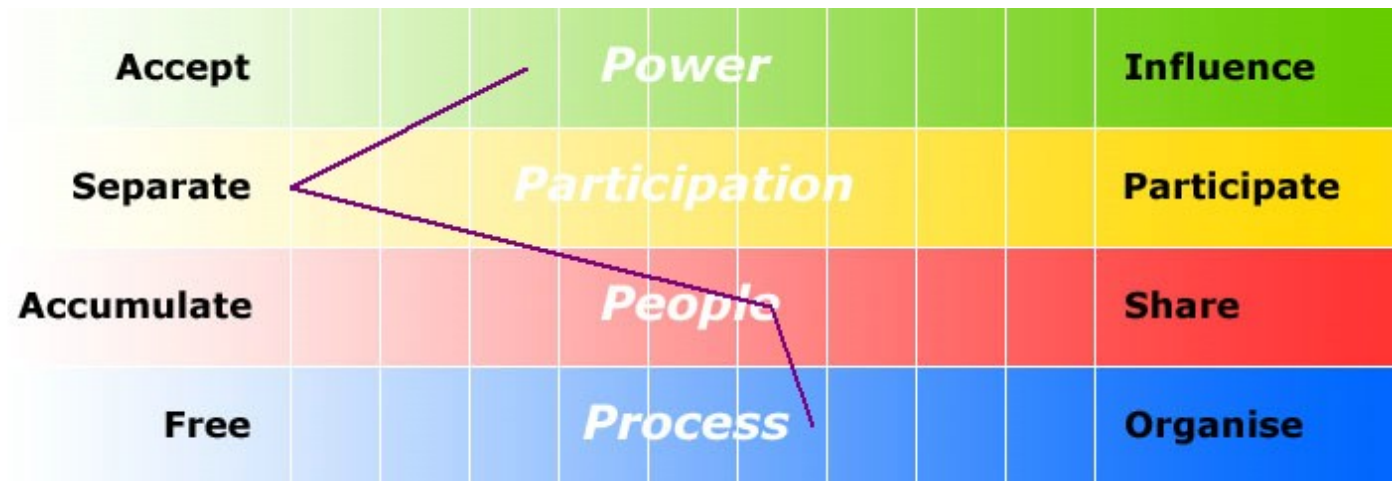 Accept Power Influence
Separate Participation Participate
Accumulate People Share
Free Process Organise